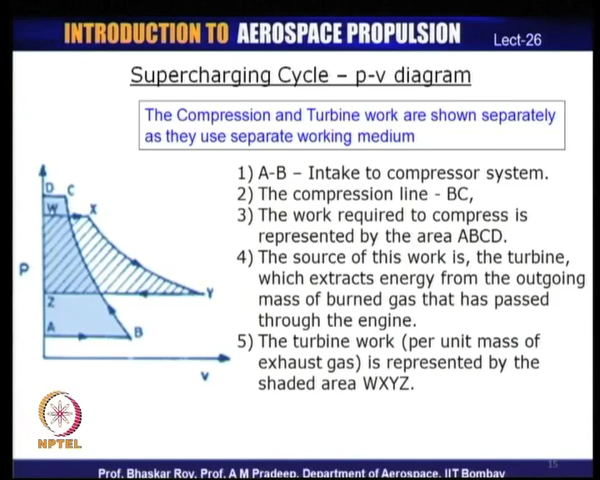 INTRODUCTION TO AEROSPACE PROPULSION
Lect-26
Supercharging Cycle – p-v diagram
The Compression and Turbine work are shown separately
as they use separate working medium
D C
W X
P
Z Y
A B
V
1) A-B – Intake to compressor system.
2) The compression line - BC,
3) The work required to compress is
represented by the area ABCD.
4) The source of this work is, the turbine,
which extracts energy from the outgoing
mass of burned gas that has passed
through the engine.
5) The turbine work (per unit mass of
exhaust gas) is represented by the
shaded area WXYZ.
NPTEL
15
Prof. Bhaskar Roy, Prof. A M Pradeep, Department of Aerospace, IIT Bombay